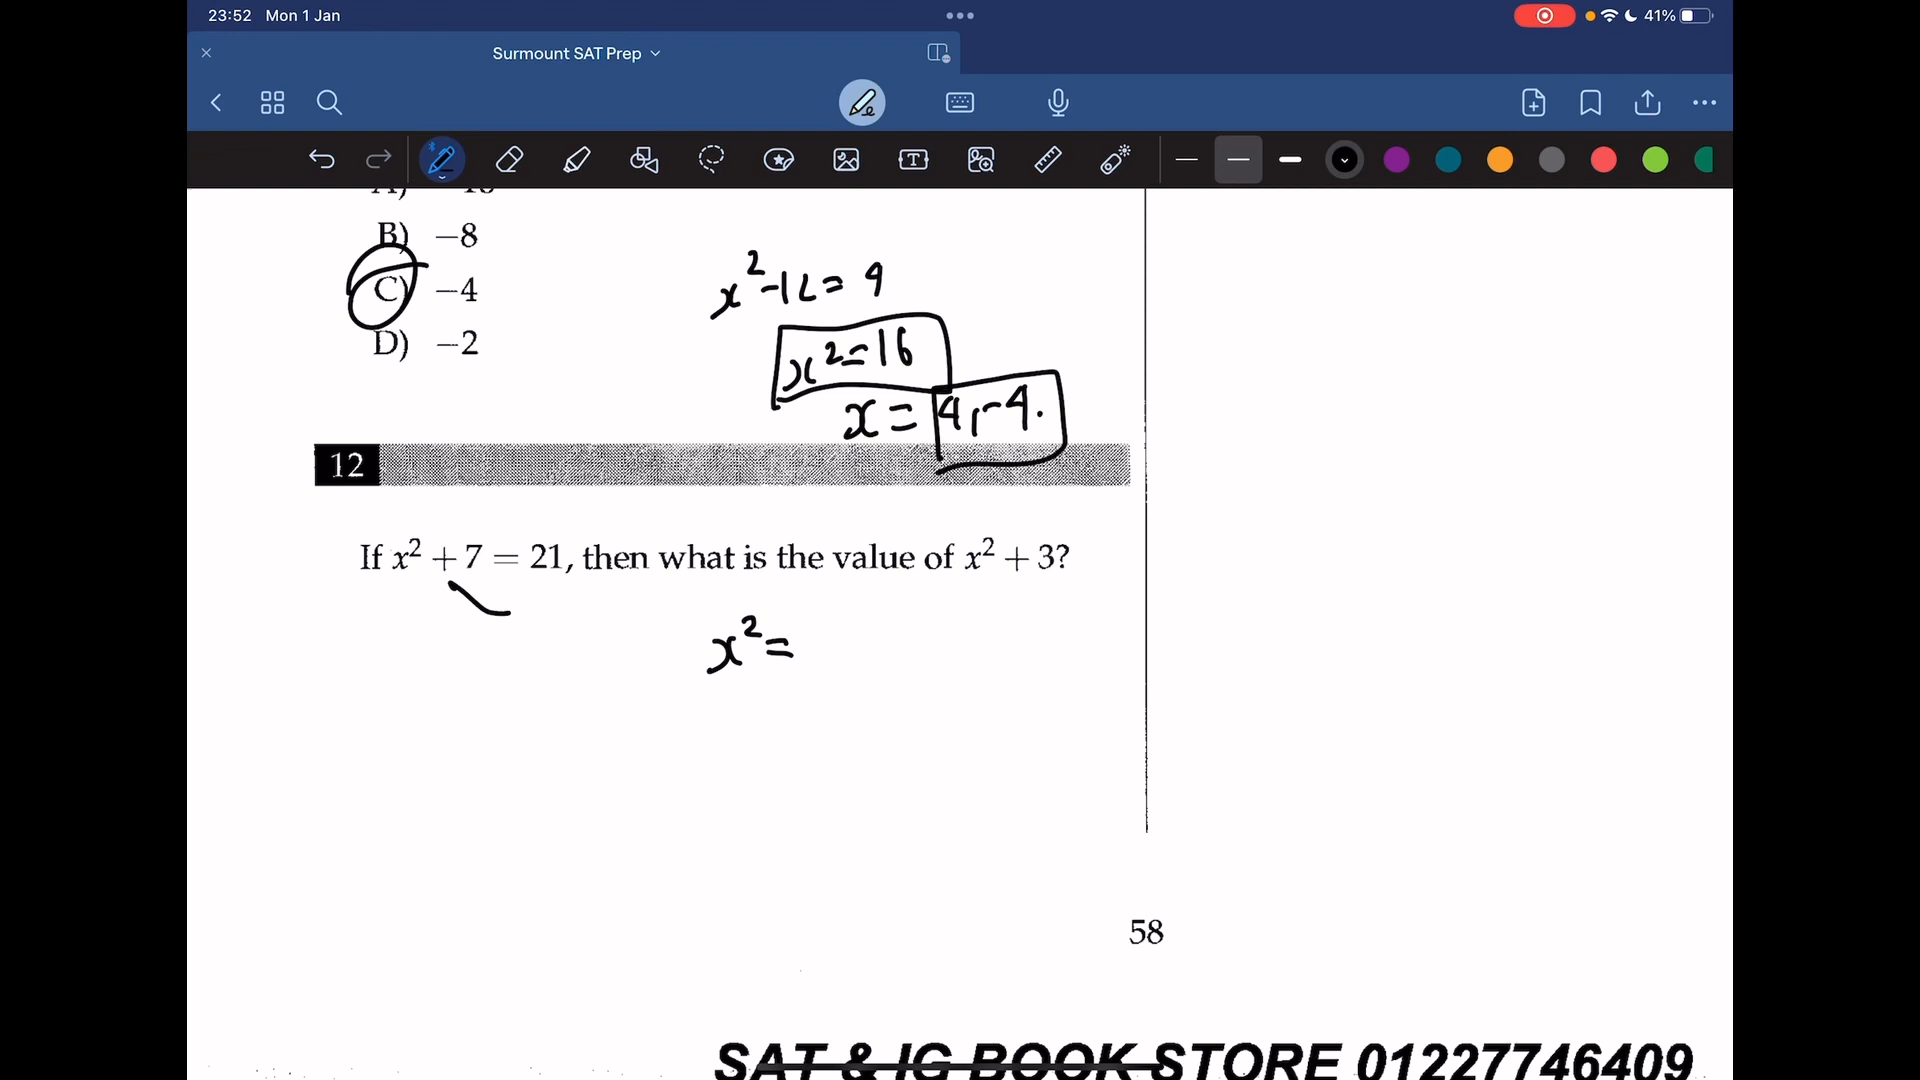 23:52 Mon 1 Jan
41%
Surmount SAT Prep
B) −8
C) −4
D) −2
x²-12=4
x²=16
x= 4,-4.
12
If x² + 7 = 21, then what is the value of x² + 3?
x²=
58
SAT & IG BOOK STORE 01227746409